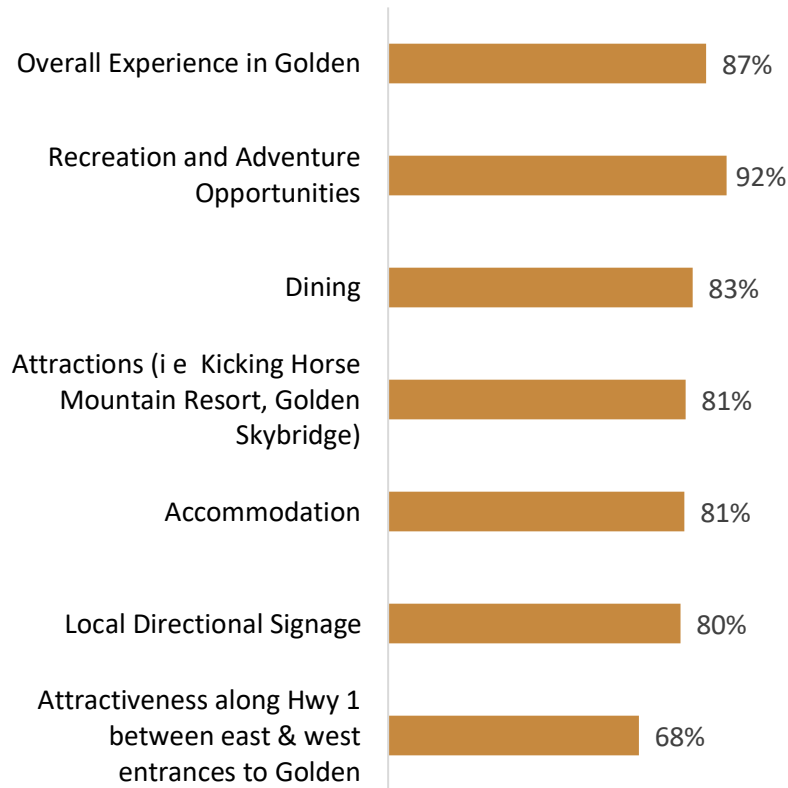 Overall Experience in Golden
87%
Recreation and Adventure
Opportunities
92%
Dining
83%
Attractions (i e  Kicking Horse
Mountain Resort, Golden
Skybridge)
81%
Accommodation
81%
Local Directional Signage
80%
Attractiveness along Hwy 1
between east & west
entrances to Golden
68%